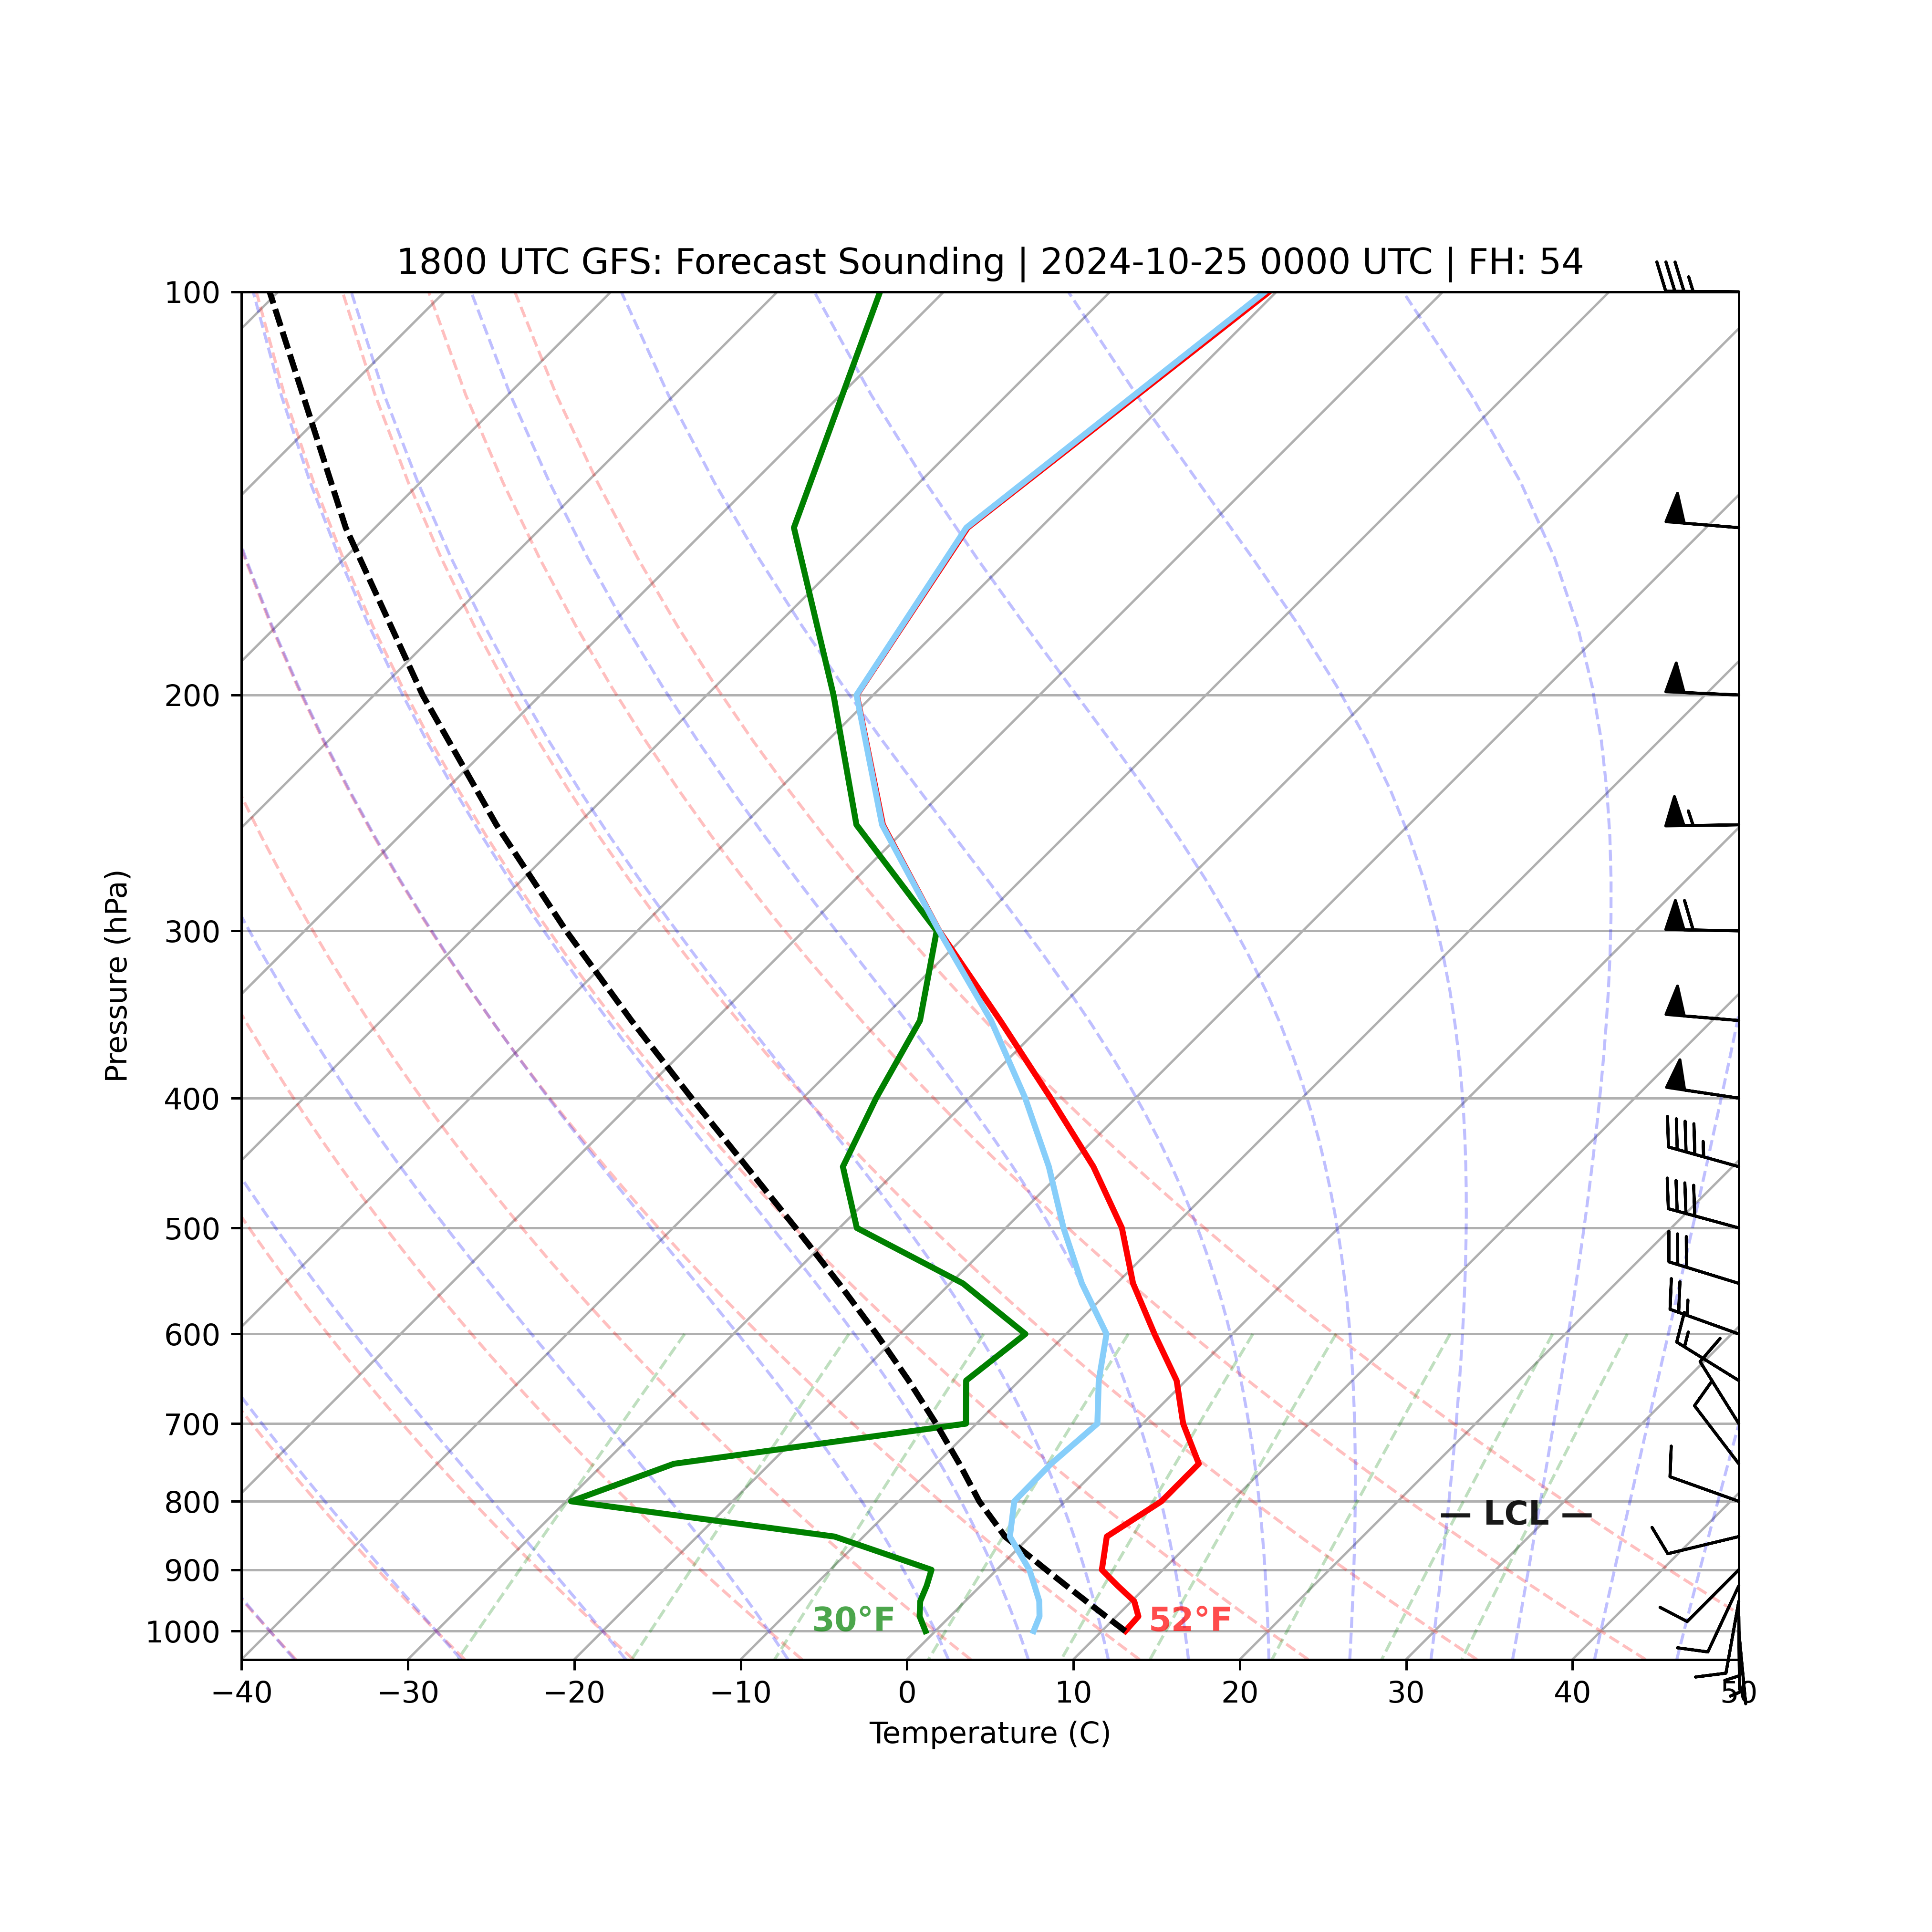 1800 UTC GFS: Forecast Sounding | 2024-10-25 0000 UTC | FH: 54
100
200
300
400
500
600
700
800
900
1000
Pressure (hPa)
— LCL —
30°F
52°F
−40 −30 −20 −10 0 10 20 30 40 50
Temperature (C)